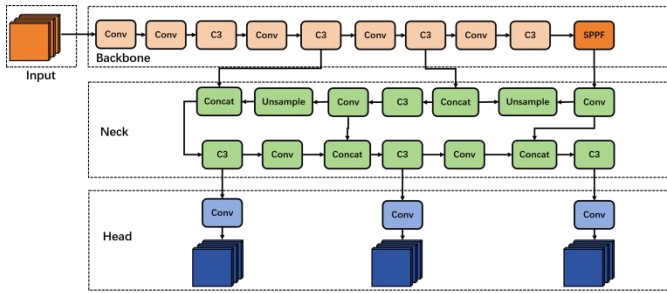 Conv Conv C3 Conv C3 Conv C3 Conv C3 SPPF
Backbone
Input
Concat Unsample Conv C3 Concat Unsample Conv
Neck
C3 Conv Concat C3 Conv Concat C3
Conv Conv Conv
Head